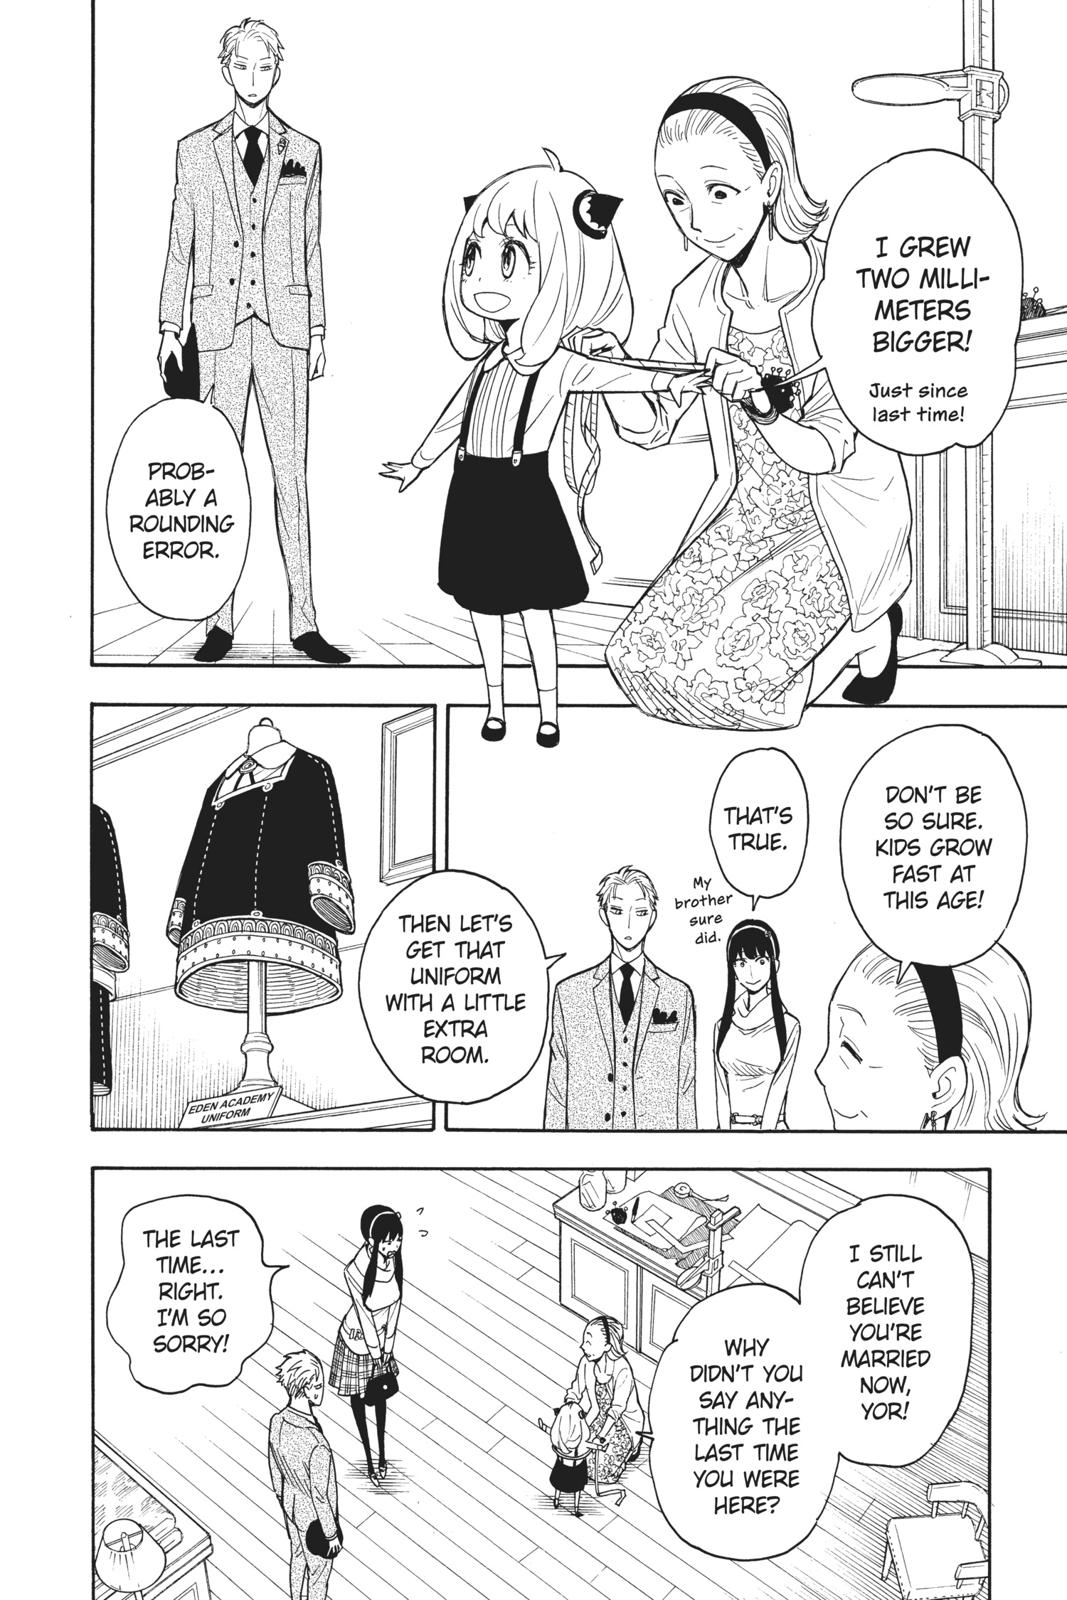 I GREW
TWO MILLI-
METERS
BIGGER!
Just since
last time!
PROB-
ABLY A
ROUNDING
ERROR.
DON'T BE
SO SURE.
KIDS GROW
FAST AT
THIS AGE!
THAT'S
TRUE.
My
brother
sure
did.
THEN LET'S
GET THAT
UNIFORM
WITH A LITTLE
EXTRA
ROOM.
EDEN ACADEMY
UNIFORM
I STILL
CAN'T
BELIEVE
YOU'RE
MARRIED
NOW,
YOR!
WHY
DIDN'T YOU
SAY ANY-
THING THE
LAST TIME
YOU WERE
HERE?
THE LAST
TIME...
RIGHT.
I'M SO
SORRY!